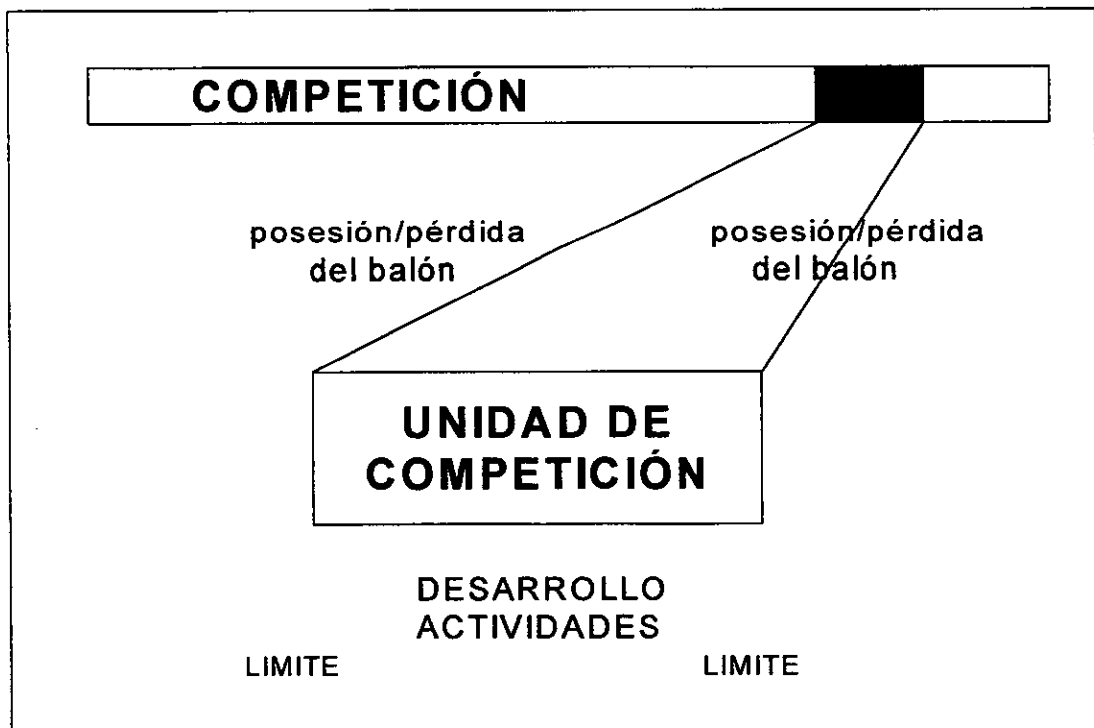 COMPETICIÓN
posesión/pérdida
del balón
posesión/pérdida
del balón
UNIDAD DE
COMPETICIÓN
DESARROLLO
ACTIVIDADES
LIMITE
LIMITE